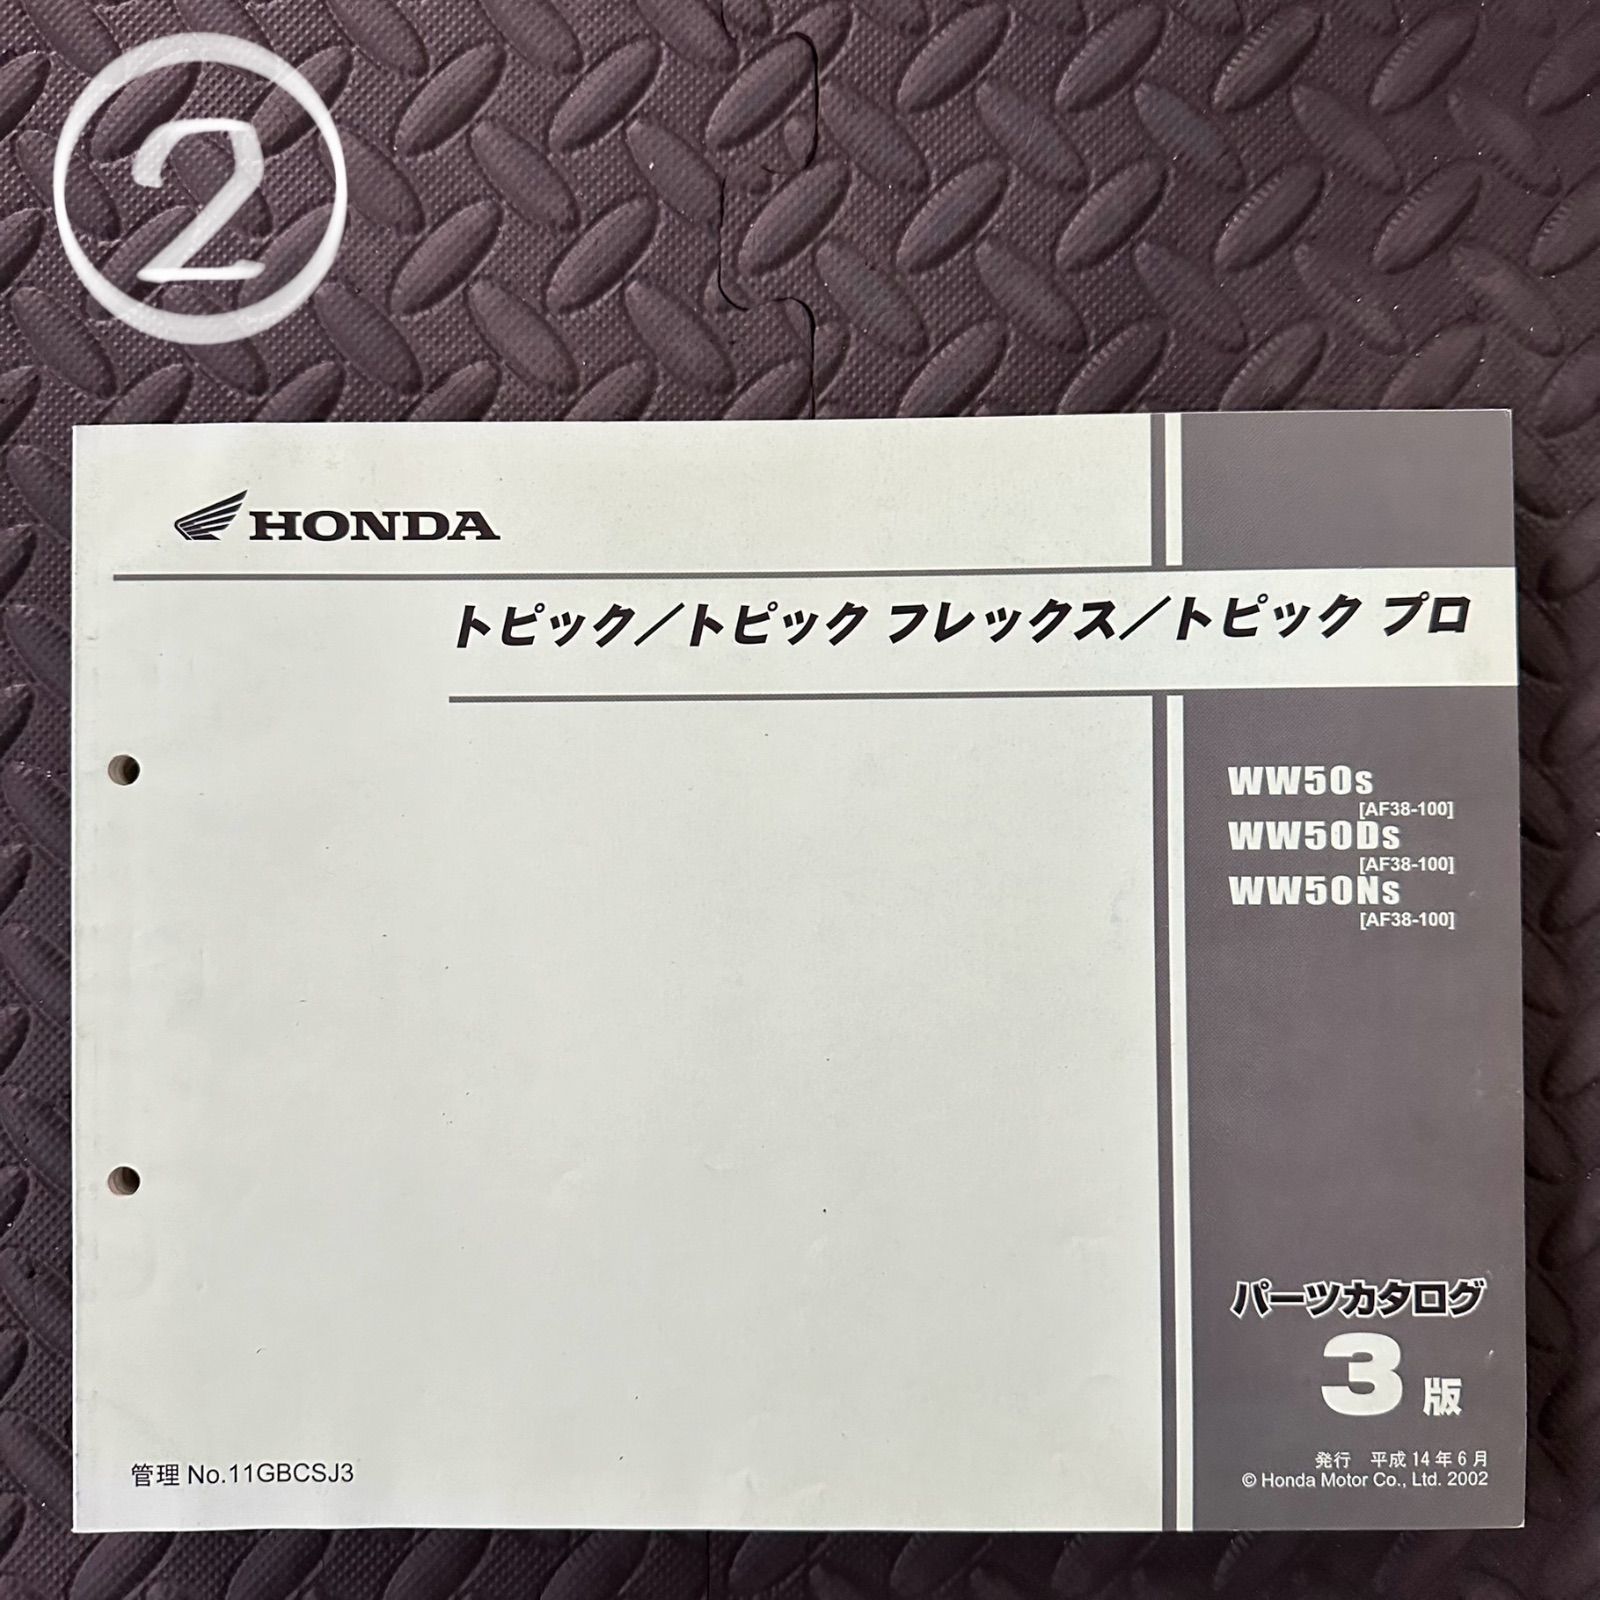 ②
HONDA
トピック／トピック フレックス／トピック プロ
WW50S
[AF38-100]
WW50DS
[AF38-100]
WW50NS
[AF38-100]
パーツカタログ
3版
発行 平成14年6月
© Honda Motor Co., Ltd. 2002
管理 No.11GBCSJ3